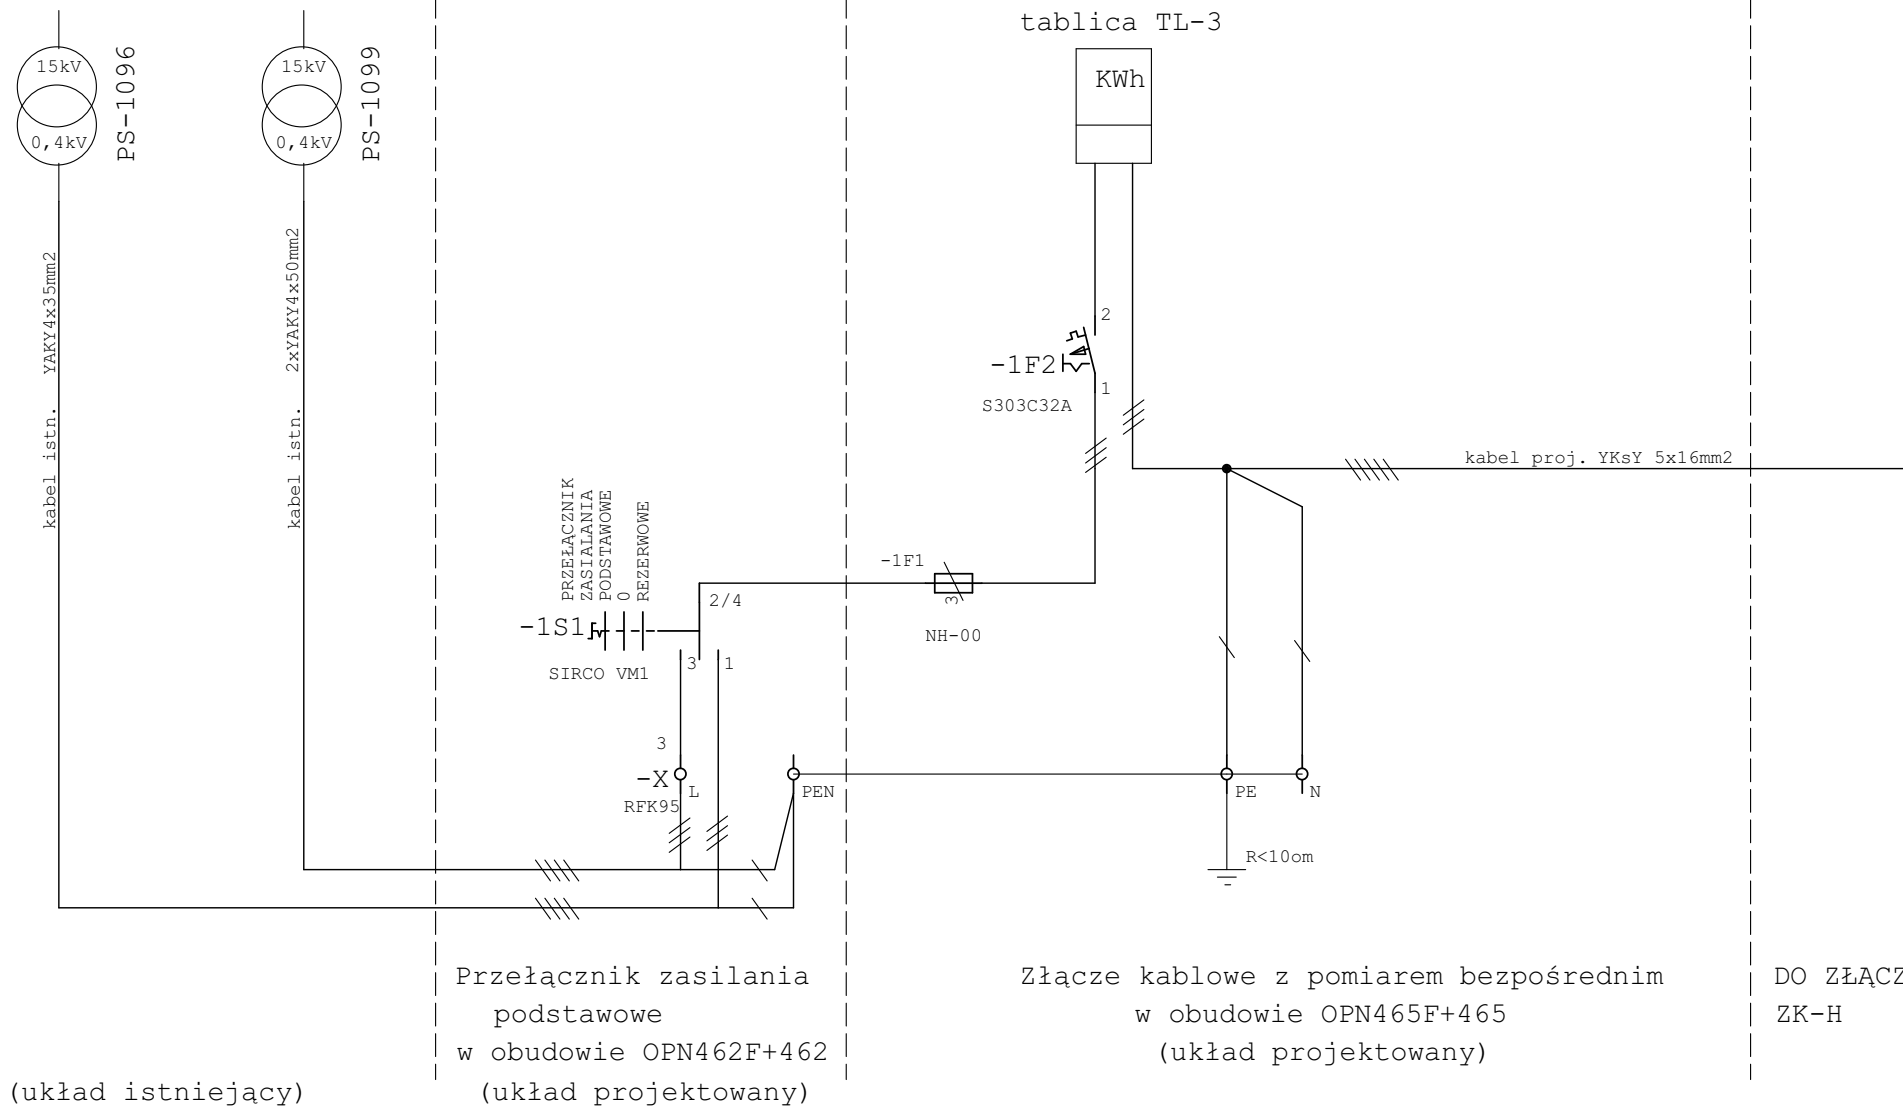 tablica TL-3
15kV
0,4kV
PS-1096
15kV
0,4kV
PS-1099
KWh
kabel istn. YAKY4x35mm2
kabel istn. 2xYAKY4x50mm2
2
-1F2
1
S303C32A
kabel proj. YKsY 5x16mm2
PRZEŁĄCZNIK
ZASIALANIA
PODSTAWOWE
0
REZERWOWE
-1F1
3
NH-00
2/4
-1S1
3
1
SIRCO VM1
3
-X
L
RFK95
PEN
PE
N
R<10om
Przełącznik zasilania
podstawowe
w obudowie OPN462F+462
(układ projektowany)
Złącze kablowe z pomiarem bezpośrednim
w obudowie OPN465F+465
(układ projektowany)
DO ZŁĄCZ
ZK-H
(układ istniejący)